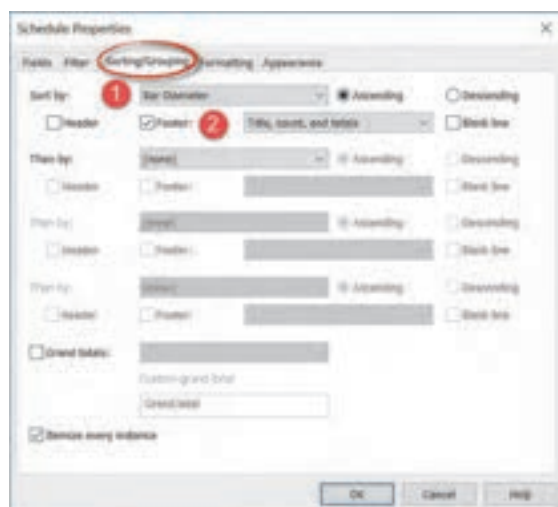 Schedule Properties
Fields Filter Sorting/Grouping Formatting Appearance
1
Sort by: Bar Diameter Ascending Descending
Header Footer: 2 Title, count, and totals Blank line
Then by: (none) Ascending Descending
Header Footer: Blank line
Then by: (none) Ascending Descending
Header Footer: Blank line
Then by: (none) Ascending Descending
Header Footer: Blank line
Grand totals:
Custom grand total
Grand total
Itemize every instance
OK Cancel Help